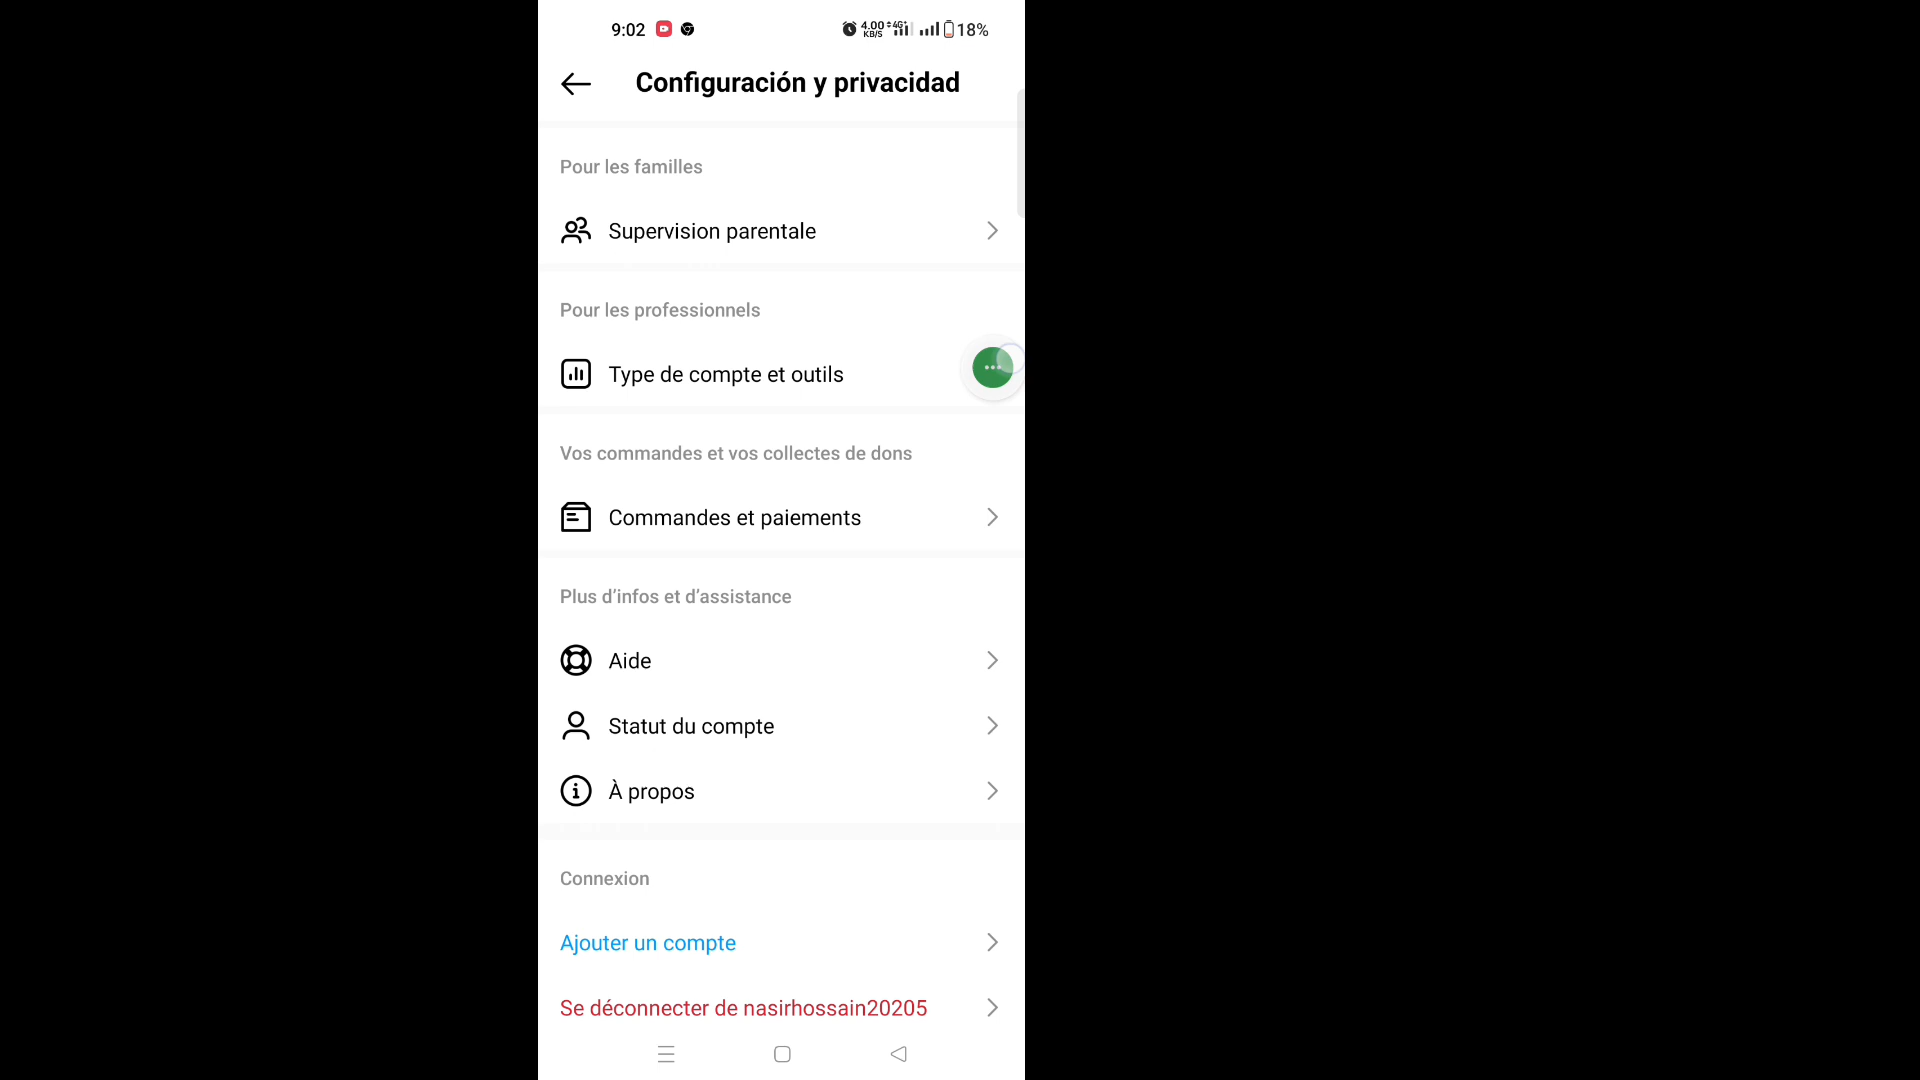 9:02
4.00 KB/S 4G+ 18%
Configuración y privacidad
Pour les familles
Supervision parentale
Pour les professionnels
Type de compte et outils
Vos commandes et vos collectes de dons
Commandes et paiements
Plus d’infos et d’assistance
Aide
Statut du compte
À propos
Connexion
Ajouter un compte
Se déconnecter de nasirhossain20205